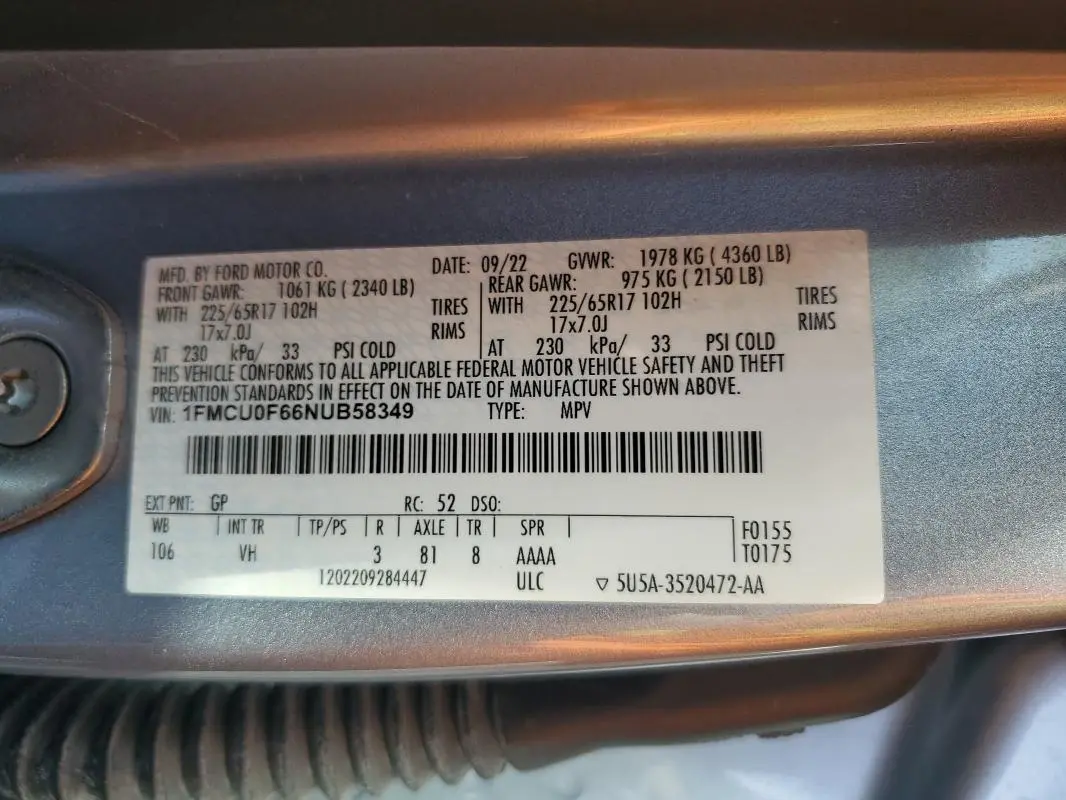 MFD. BY FORD MOTOR CO. DATE: 09/22 GVWR: 1978 KG ( 4360 LB)
FRONT GAWR: 1061 KG ( 2340 LB) REAR GAWR: 975 KG ( 2150 LB)
WITH 225/65R17 102H TIRES WITH 225/65R17 102H TIRES
17x7.0J RIMS 17x7.0J RIMS
AT 230 kPa/ 33 PSI COLD AT 230 kPa/ 33 PSI COLD
THIS VEHICLE CONFORMS TO ALL APPLICABLE FEDERAL MOTOR VEHICLE SAFETY AND THEFT
PREVENTION STANDARDS IN EFFECT ON THE DATE OF MANUFACTURE SHOWN ABOVE.
VIN: 1FMCU0F66NUB58349 TYPE: MPV
EXT PNT: GP RC: 52 DSO:
WB INT TR TP/PS R AXLE TR SPR F0155
106 VH 3 81 8 AAAA T0175
1202209284447 ULC ▽ 5U5A-3520472-AA